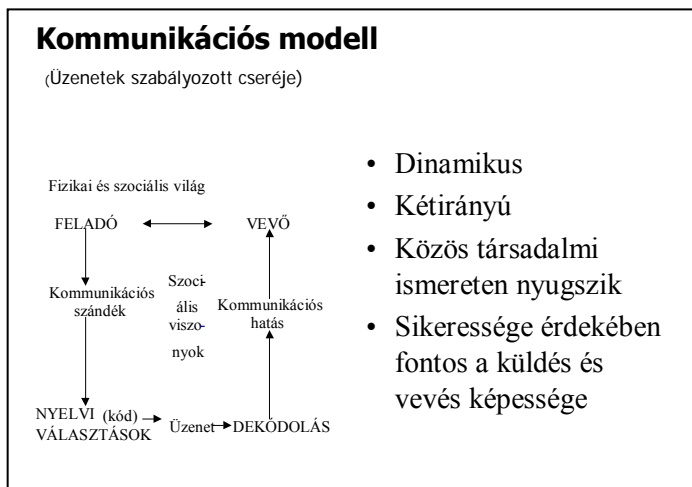 Kommunikációs modell
(Üzenetek szabályozott cseréje)
Fizikai és szociális világ
FELADÓ
VEVŐ
Kommunikációs
szándék
Szoci-
ális
viszo-
nyok
Kommunikációs
hatás
NYELVI (kód)
VÁLASZTÁSOK
Üzenet
DEKÓDOLÁS
• Dinamikus
• Kétirányú
• Közös társadalmi
ismereten nyugszik
• Sikeressége érdekében
fontos a küldés és
vevés képessége